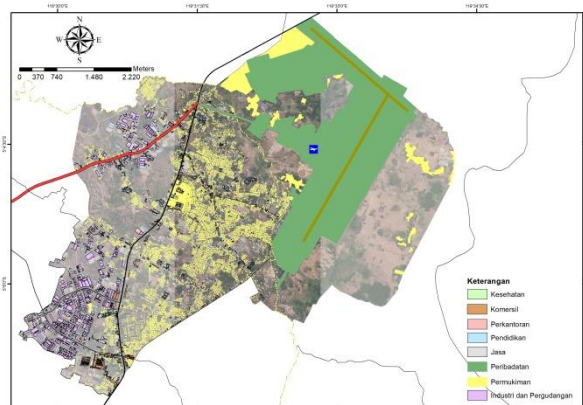 N
W E
S
Meters
0 370 740 1.480 2.220
Keterangan
Kesehatan
Komersil
Perkantoran
Pendidikan
Jasa
Peribadatan
Permukiman
Industri dan Pergudangan